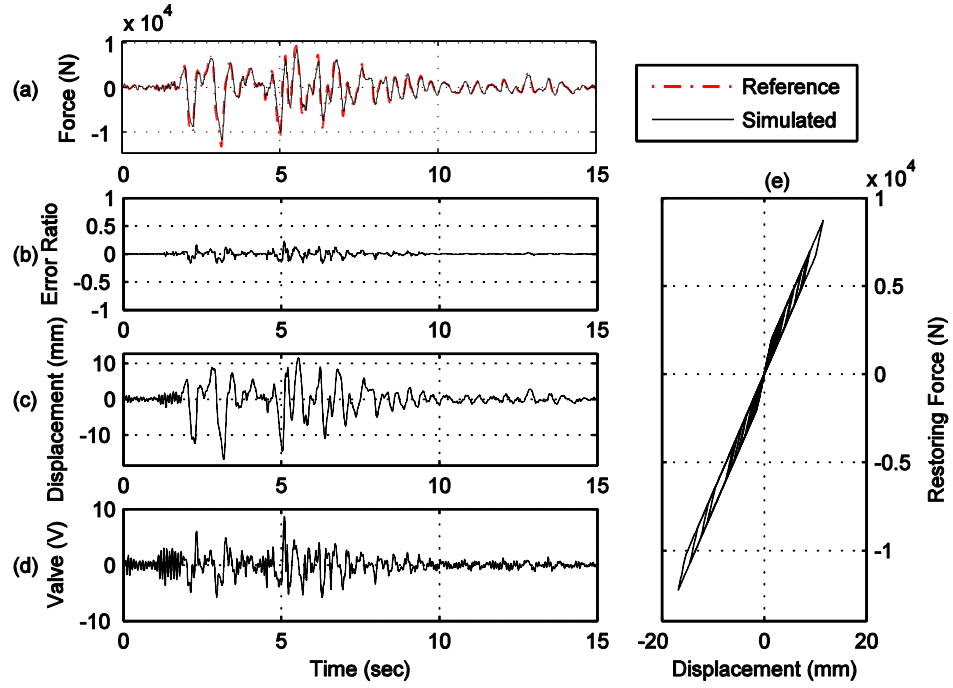 x 10^4
(a)
Force (N)
1
0
-1
0
5
10
15
Reference
Simulated
(b)
Error Ratio
1
0.5
0
-0.5
-1
0
5
10
15
(c)
Displacement (mm)
10
0
-10
0
5
10
15
(d)
Valve (V)
10
0
-10
0
5
10
15
Time (sec)
(e)
x 10^4
1
0.5
0
-0.5
-1
Restoring Force (N)
-20
0
20
Displacement (mm)